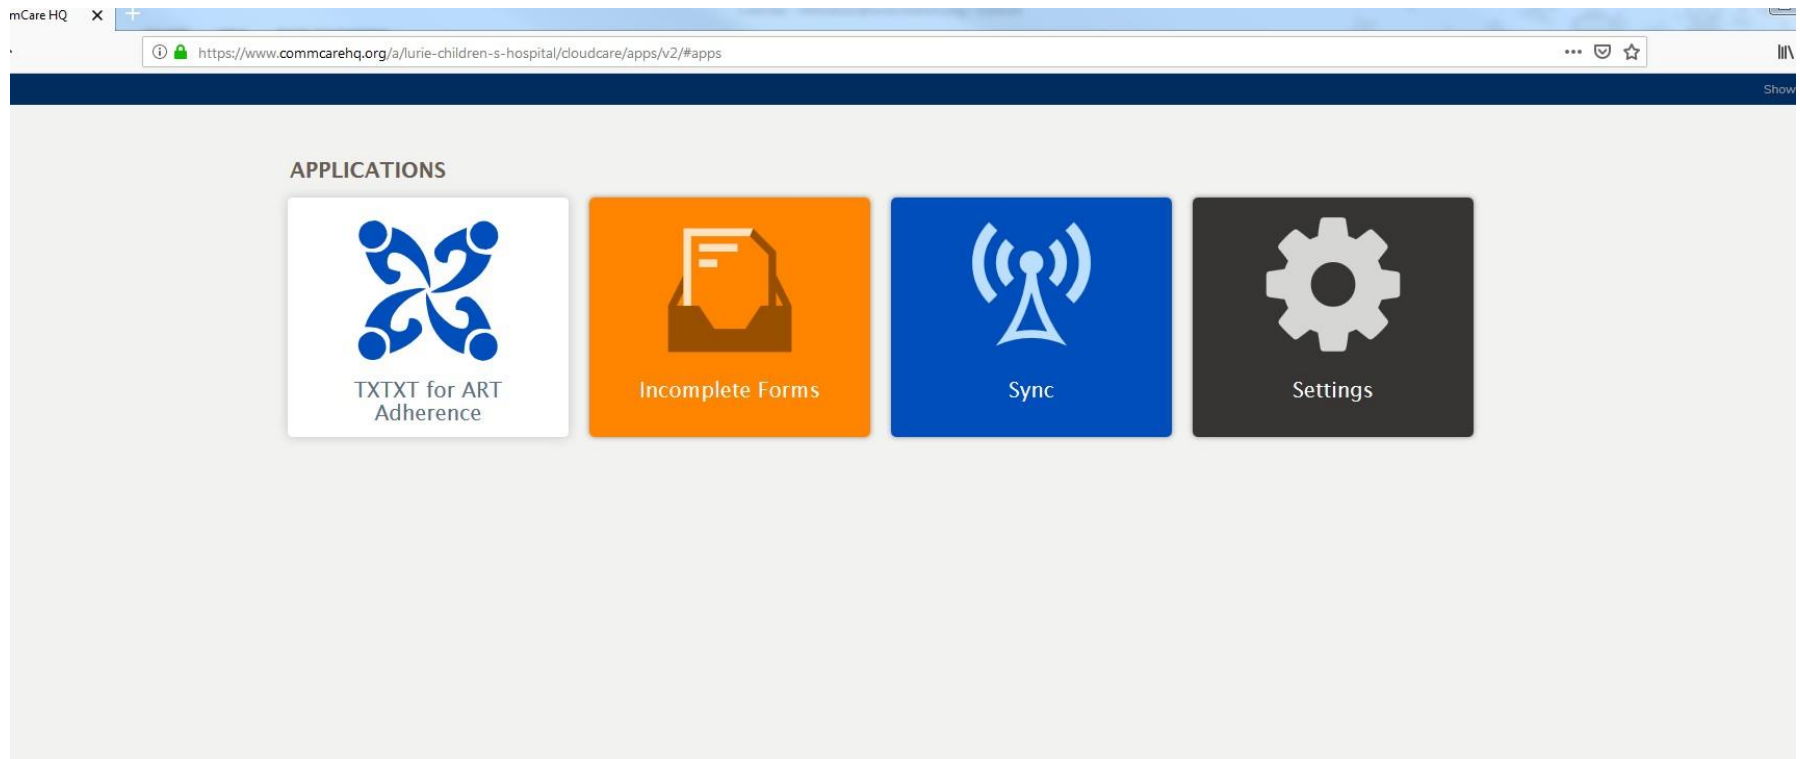 mCare HQ
https://www.commcarehq.org/a/lurie-children-s-hospital/cloudcare/apps/v2/#apps
Show
APPLICATIONS
TXTXT for ART
Adherence
Incomplete Forms
Sync
Settings